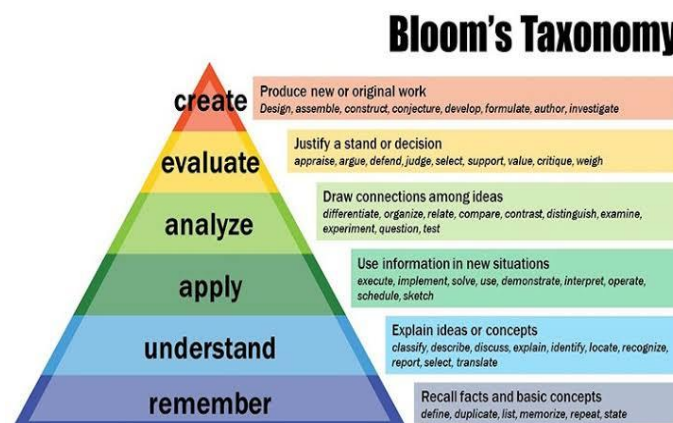 Bloom's Taxonomy
create
Produce new or original work
Design, assemble, construct, conjecture, develop, formulate, author, investigate
evaluate
Justify a stand or decision
appraise, argue, defend, judge, select, support, value, critique, weigh
analyze
Draw connections among ideas
differentiate, organize, relate, compare, contrast, distinguish, examine,
experiment, question, test
apply
Use information in new situations
execute, implement, solve, use, demonstrate, interpret, operate,
schedule, sketch
understand
Explain ideas or concepts
classify, describe, discuss, explain, identify, locate, recognize,
report, select, translate
remember
Recall facts and basic concepts
define, duplicate, list, memorize, repeat, state